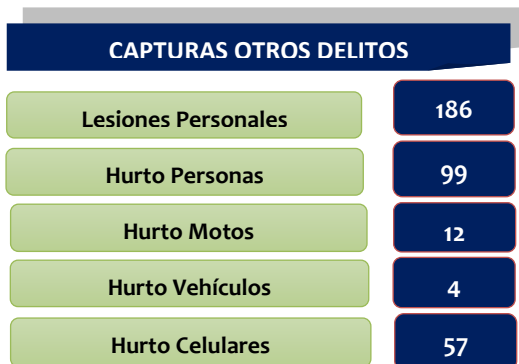 CAPTURAS OTROS DELITOS
Lesiones Personales 186
Hurto Personas 99
Hurto Motos 12
Hurto Vehículos 4
Hurto Celulares 57